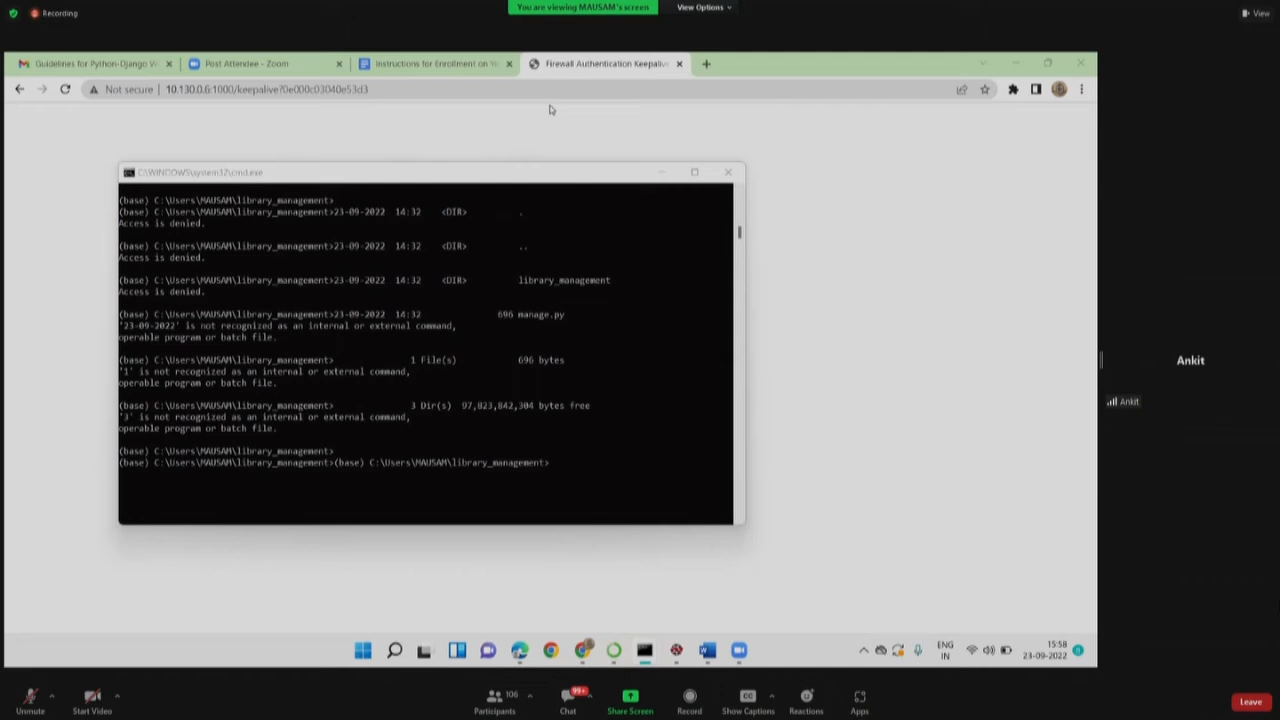 Recording
You are viewing MAUSAM's screen
View Options
View
Guidelines for Python-Django W
Post Attendee - Zoom
Instructions for Enrollment on
Firewall Authentication Keepaliv
Not secure
10.130.0.6:1000/keepalive?0e000c03040e53d3
C:\WINDOWS\system32\cmd.exe
(base) C:\Users\MAUSAM\library_management>
(base) C:\Users\MAUSAM\library_management>23-09-2022 14:32 <DIR> .
Access is denied.
(base) C:\Users\MAUSAM\library_management>23-09-2022 14:32 <DIR> ..
Access is denied.
(base) C:\Users\MAUSAM\library_management>23-09-2022 14:32 <DIR> library_management
Access is denied.
(base) C:\Users\MAUSAM\library_management>23-09-2022 14:32 696 manage.py
'23-09-2022' is not recognized as an internal or external command,
operable program or batch file.
(base) C:\Users\MAUSAM\library_management> 1 File(s) 696 bytes
'1' is not recognized as an internal or external command,
operable program or batch file.
(base) C:\Users\MAUSAM\library_management> 3 Dir(s) 97,823,842,304 bytes free
'3' is not recognized as an internal or external command,
operable program or batch file.
(base) C:\Users\MAUSAM\library_management>
(base) C:\Users\MAUSAM\library_management>(base) C:\Users\MAUSAM\library_management>
Ankit
Ankit
ENG
IN
15:58
23-09-2022
Unmute
Start Video
106
Participants
99+
Chat
Share Screen
Record
CC
Show Captions
Reactions
Apps
Leave